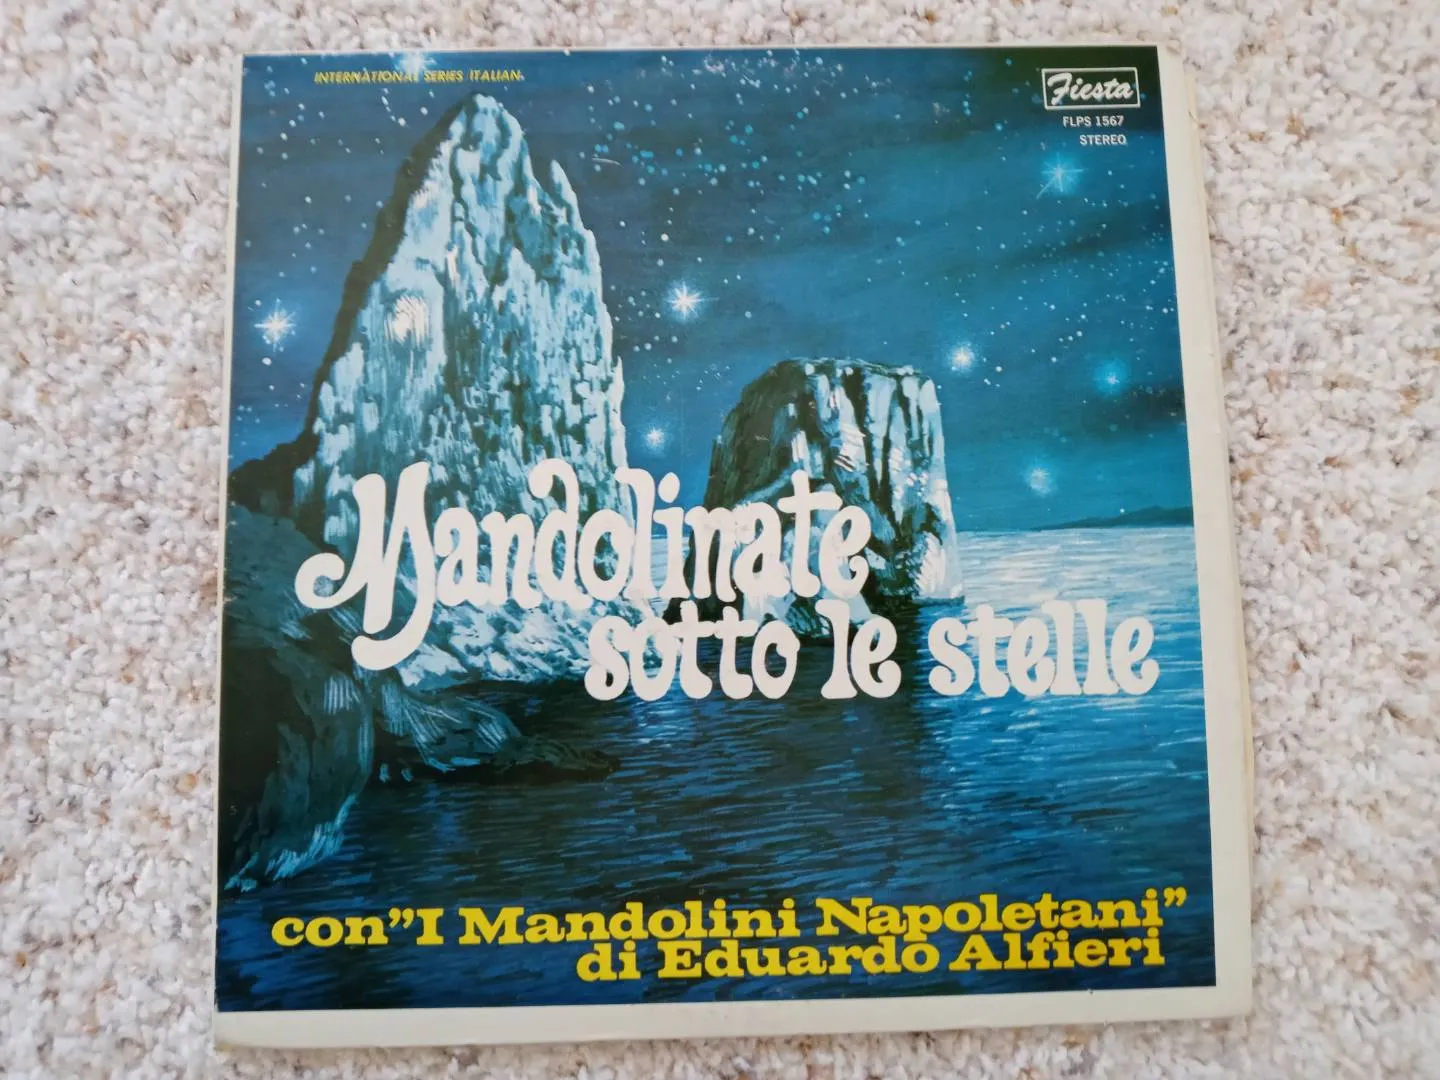 INTERNATIONAL SERIES/ITALIAN
Fiesta
FLPS 1567
STEREO
Mandolinate
sotto le stelle
con"I Mandolini Napoletani"
di Eduardo Alfieri